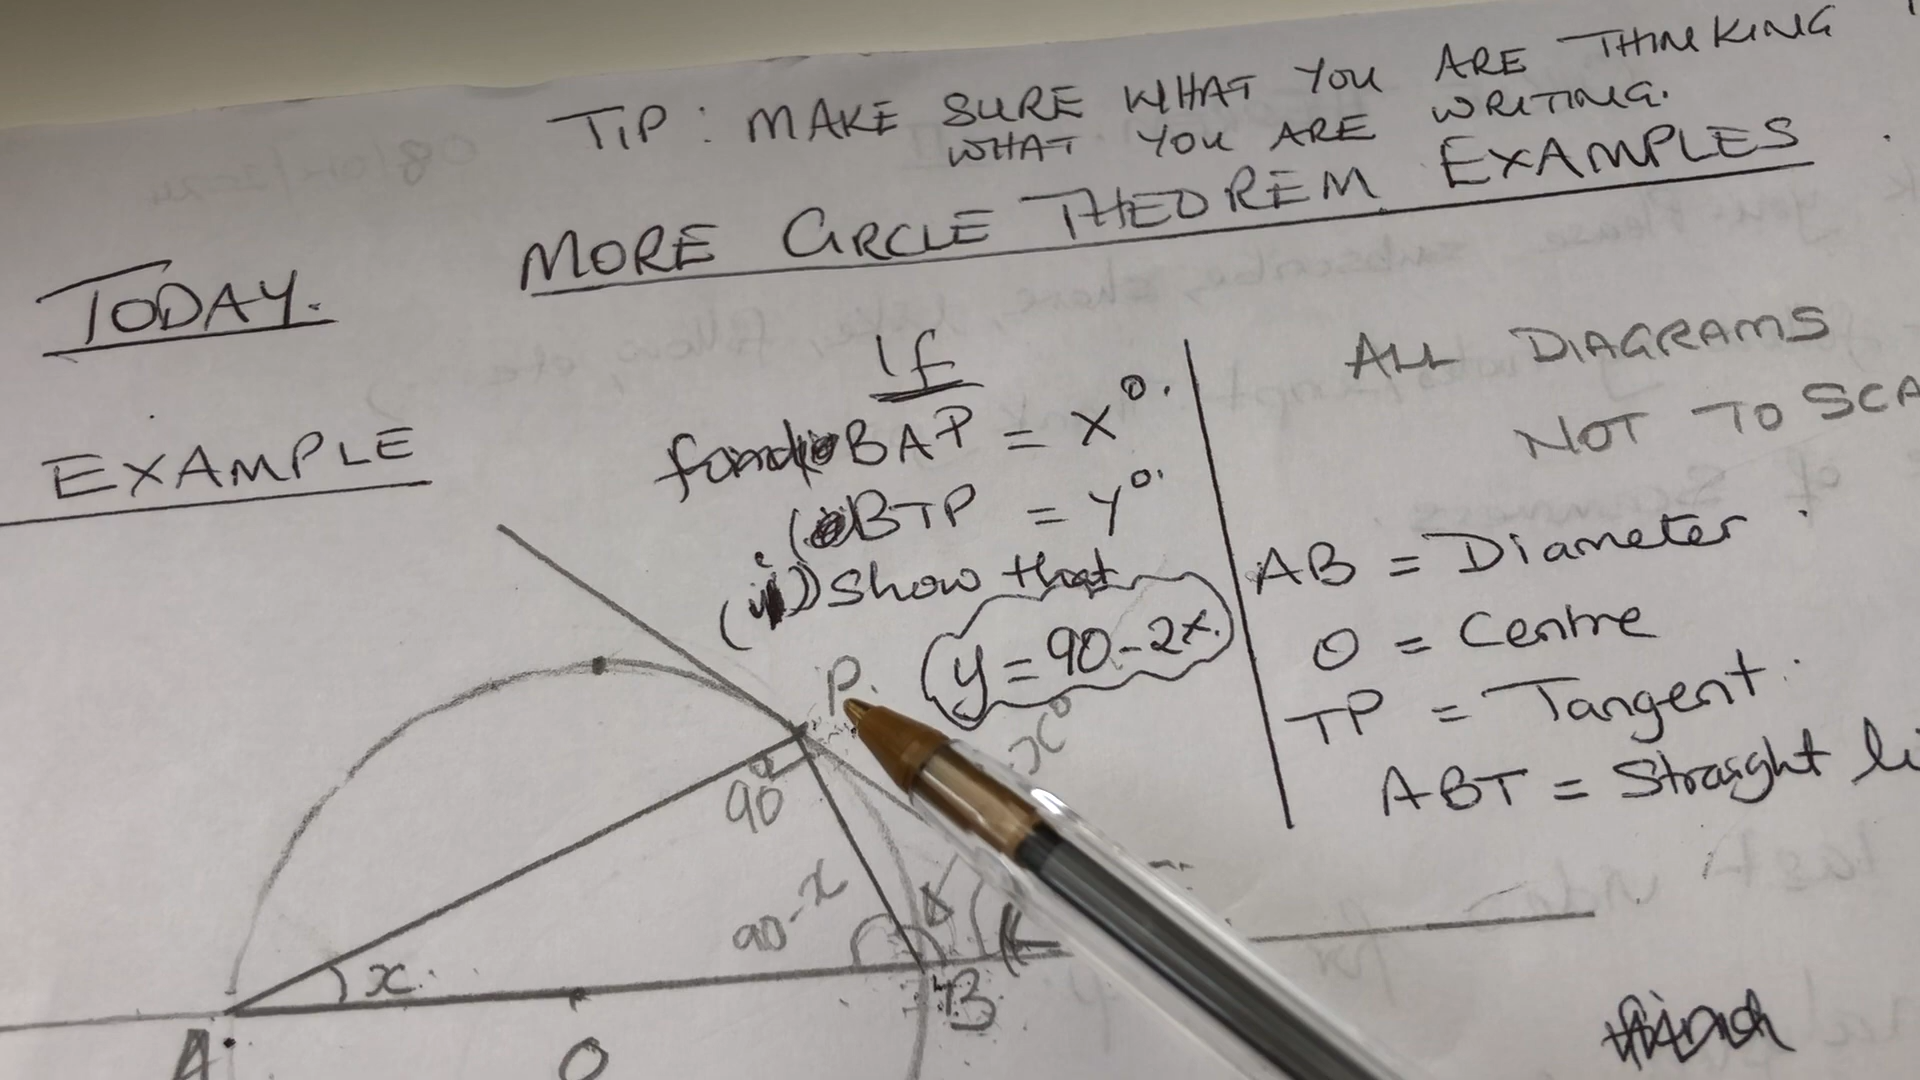 TIP : MAKE SURE WHAT YOU ARE THINKING
WHAT YOU ARE WRITING.
MORE CIRCLE THEOREM EXAMPLES
TODAY.
EXAMPLE
If
BAP = x°.
BTP = y°.
Show that
y = 90 - 2x.
ALL DIAGRAMS
NOT TO SCA
AB = Diameter
O = Centre
TP = Tangent
ABT = Straight li
P.
x°
90
90-x
x
A
O
B